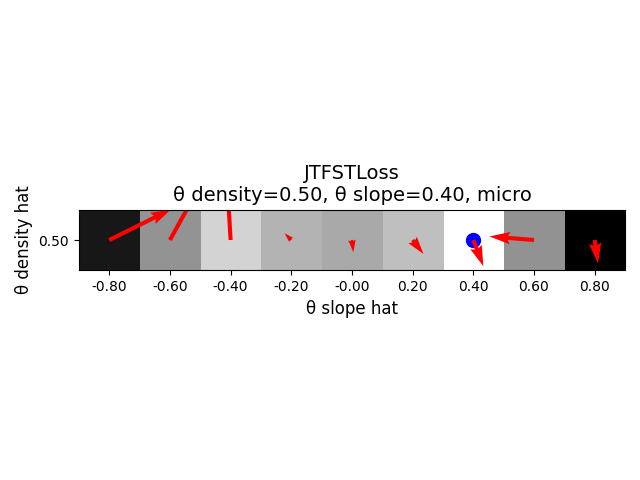 JTFSTLoss
θ density=0.50, θ slope=0.40, micro
θ density hat
0.50
-0.80 -0.60 -0.40 -0.20 -0.00 0.20 0.40 0.60 0.80
θ slope hat